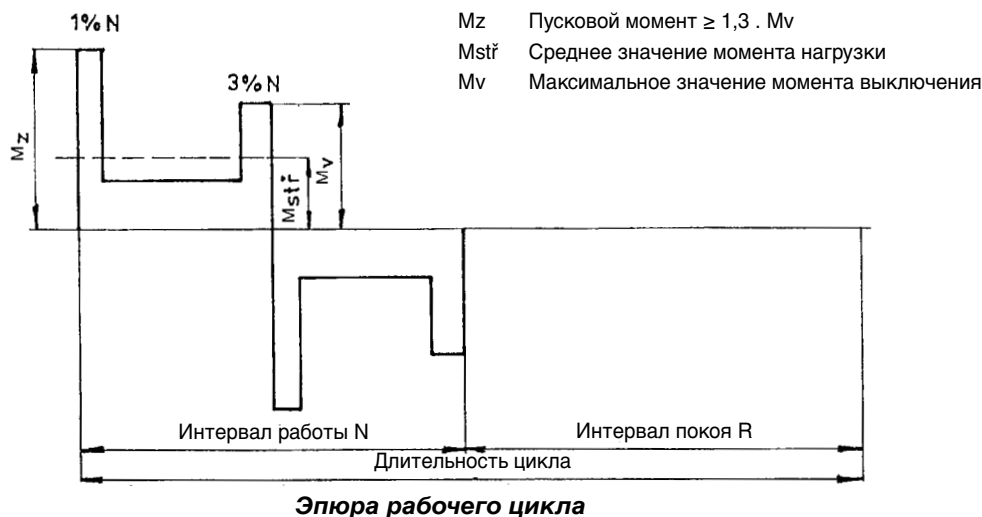 1% N
Mz Пусковой момент ≥ 1,3 . Mv
Mstř Среднее значение момента нагрузки
Mv Максимальное значение момента выключения
3% N
Mz
Mstř
Mv
Интервал работы N
Интервал покоя R
Длительность цикла
Эпюра рабочего цикла